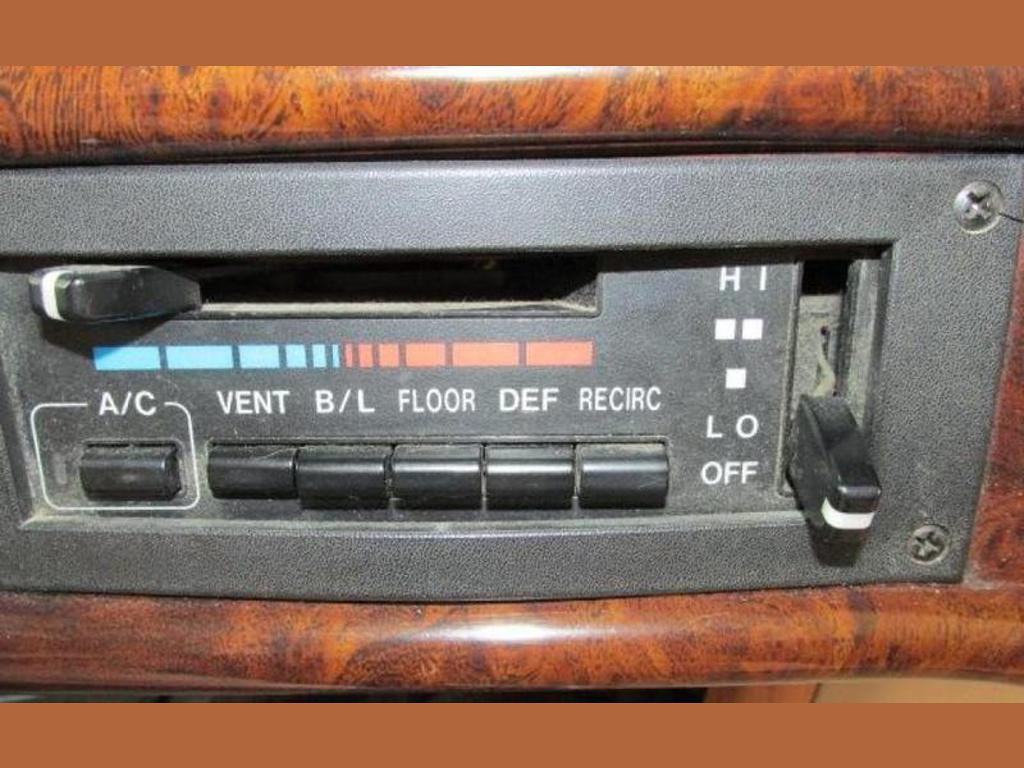 HI
A/C VENT B/L FLOOR DEF RECIRC
LO
OFF